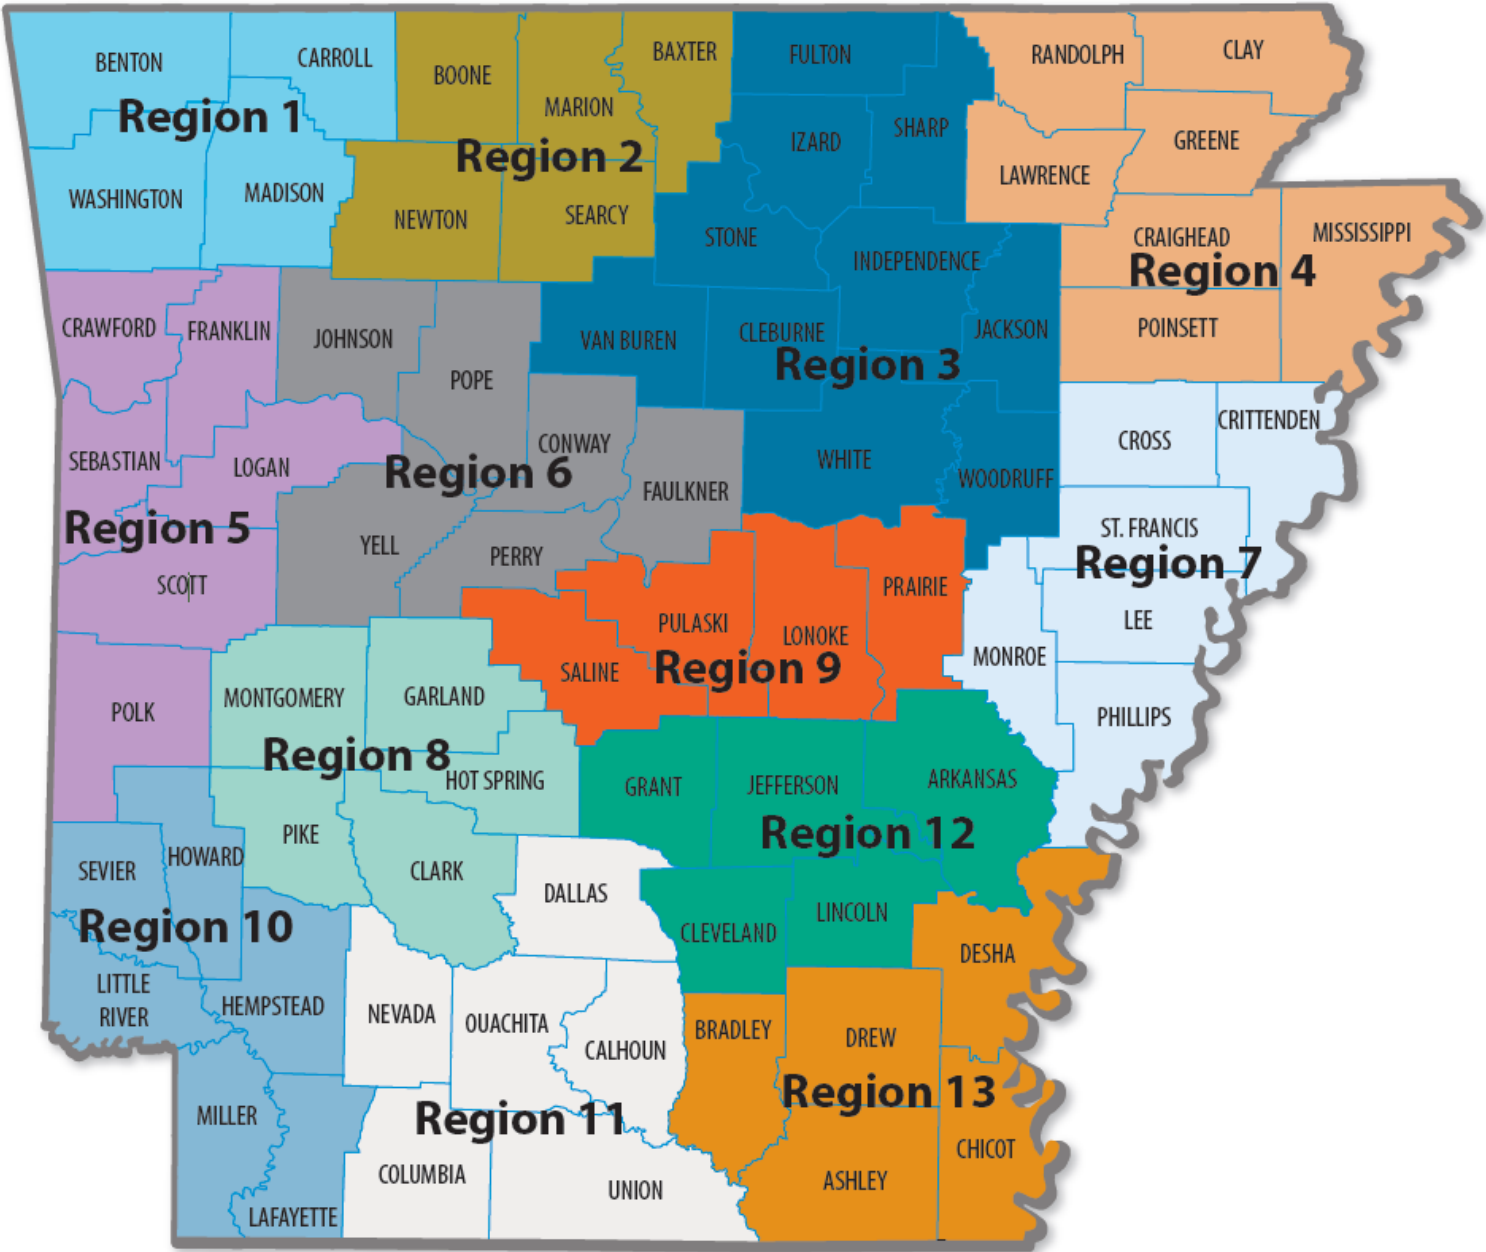 BENTON
CARROLL
Region 1
WASHINGTON
MADISON
BOONE
MARION
BAXTER
Region 2
NEWTON
SEARCY
FULTON
IZARD
SHARP
STONE
INDEPENDENCE
VAN BUREN
CLEBURNE
JACKSON
Region 3
WHITE
WOODRUFF
RANDOLPH
CLAY
GREENE
LAWRENCE
CRAIGHEAD
MISSISSIPPI
Region 4
POINSETT
CRAWFORD
FRANKLIN
SEBASTIAN
LOGAN
Region 5
SCOTT
POLK
JOHNSON
POPE
CONWAY
Region 6
FAULKNER
YELL
PERRY
CROSS
CRITTENDEN
ST. FRANCIS
Region 7
LEE
MONROE
PHILLIPS
MONTGOMERY
GARLAND
Region 8
HOT SPRING
PIKE
CLARK
PULASKI
LONOKE
PRAIRIE
SALINE
Region 9
SEVIER
HOWARD
Region 10
LITTLE
RIVER
HEMPSTEAD
MILLER
LAFAYETTE
DALLAS
NEVADA
OUACHITA
CALHOUN
Region 11
COLUMBIA
UNION
GRANT
JEFFERSON
ARKANSAS
Region 12
CLEVELAND
LINCOLN
DESHA
BRADLEY
DREW
Region 13
CHICOT
ASHLEY